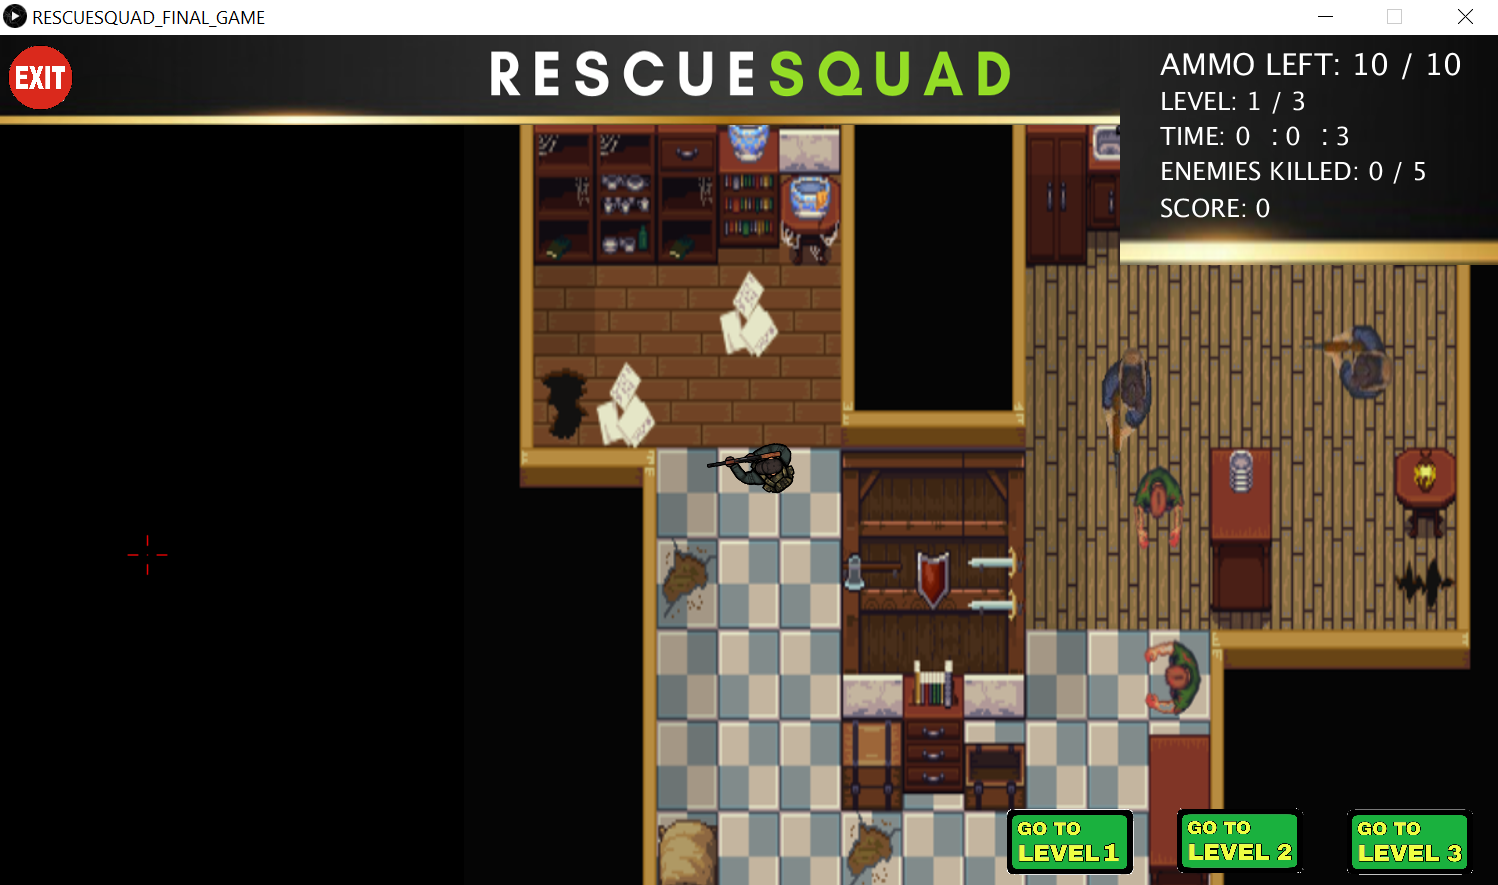 RESCUESQUAD_FINAL_GAME
EXIT
RESCUESQUAD
AMMO LEFT: 10 / 10
LEVEL: 1 / 3
TIME: 0 : 0 : 3
ENEMIES KILLED: 0 / 5
SCORE: 0
GO TO
LEVEL 1
GO TO
LEVEL 2
GO TO
LEVEL 3